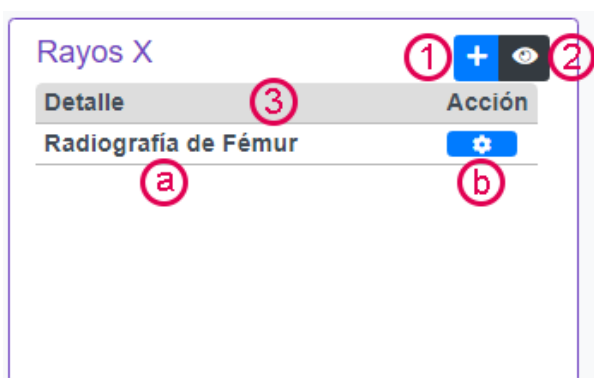 Rayos X 1 + 2
Detalle 3 Acción
Radiografía de Fémur
a b